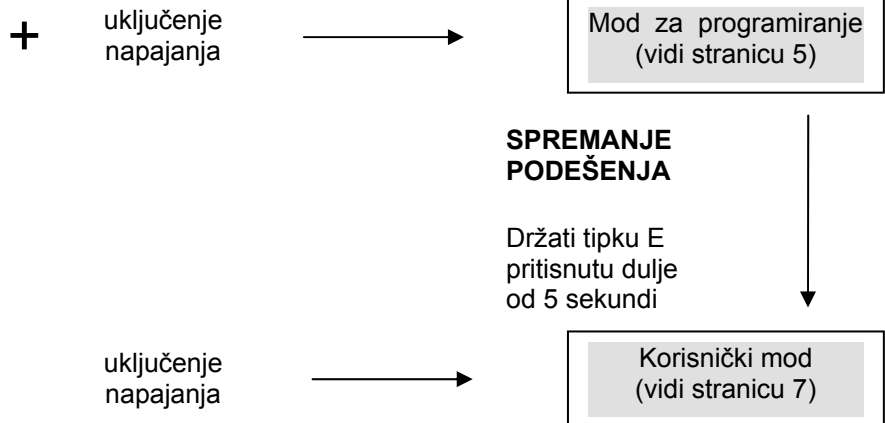 +
uključenje
napajanja
Mod za programiranje
(vidi stranicu 5)
SPREMANJE
PODEŠENJA
Držati tipku E
pritisnutu dulje
od 5 sekundi
uključenje
napajanja
Korisnički mod
(vidi stranicu 7)